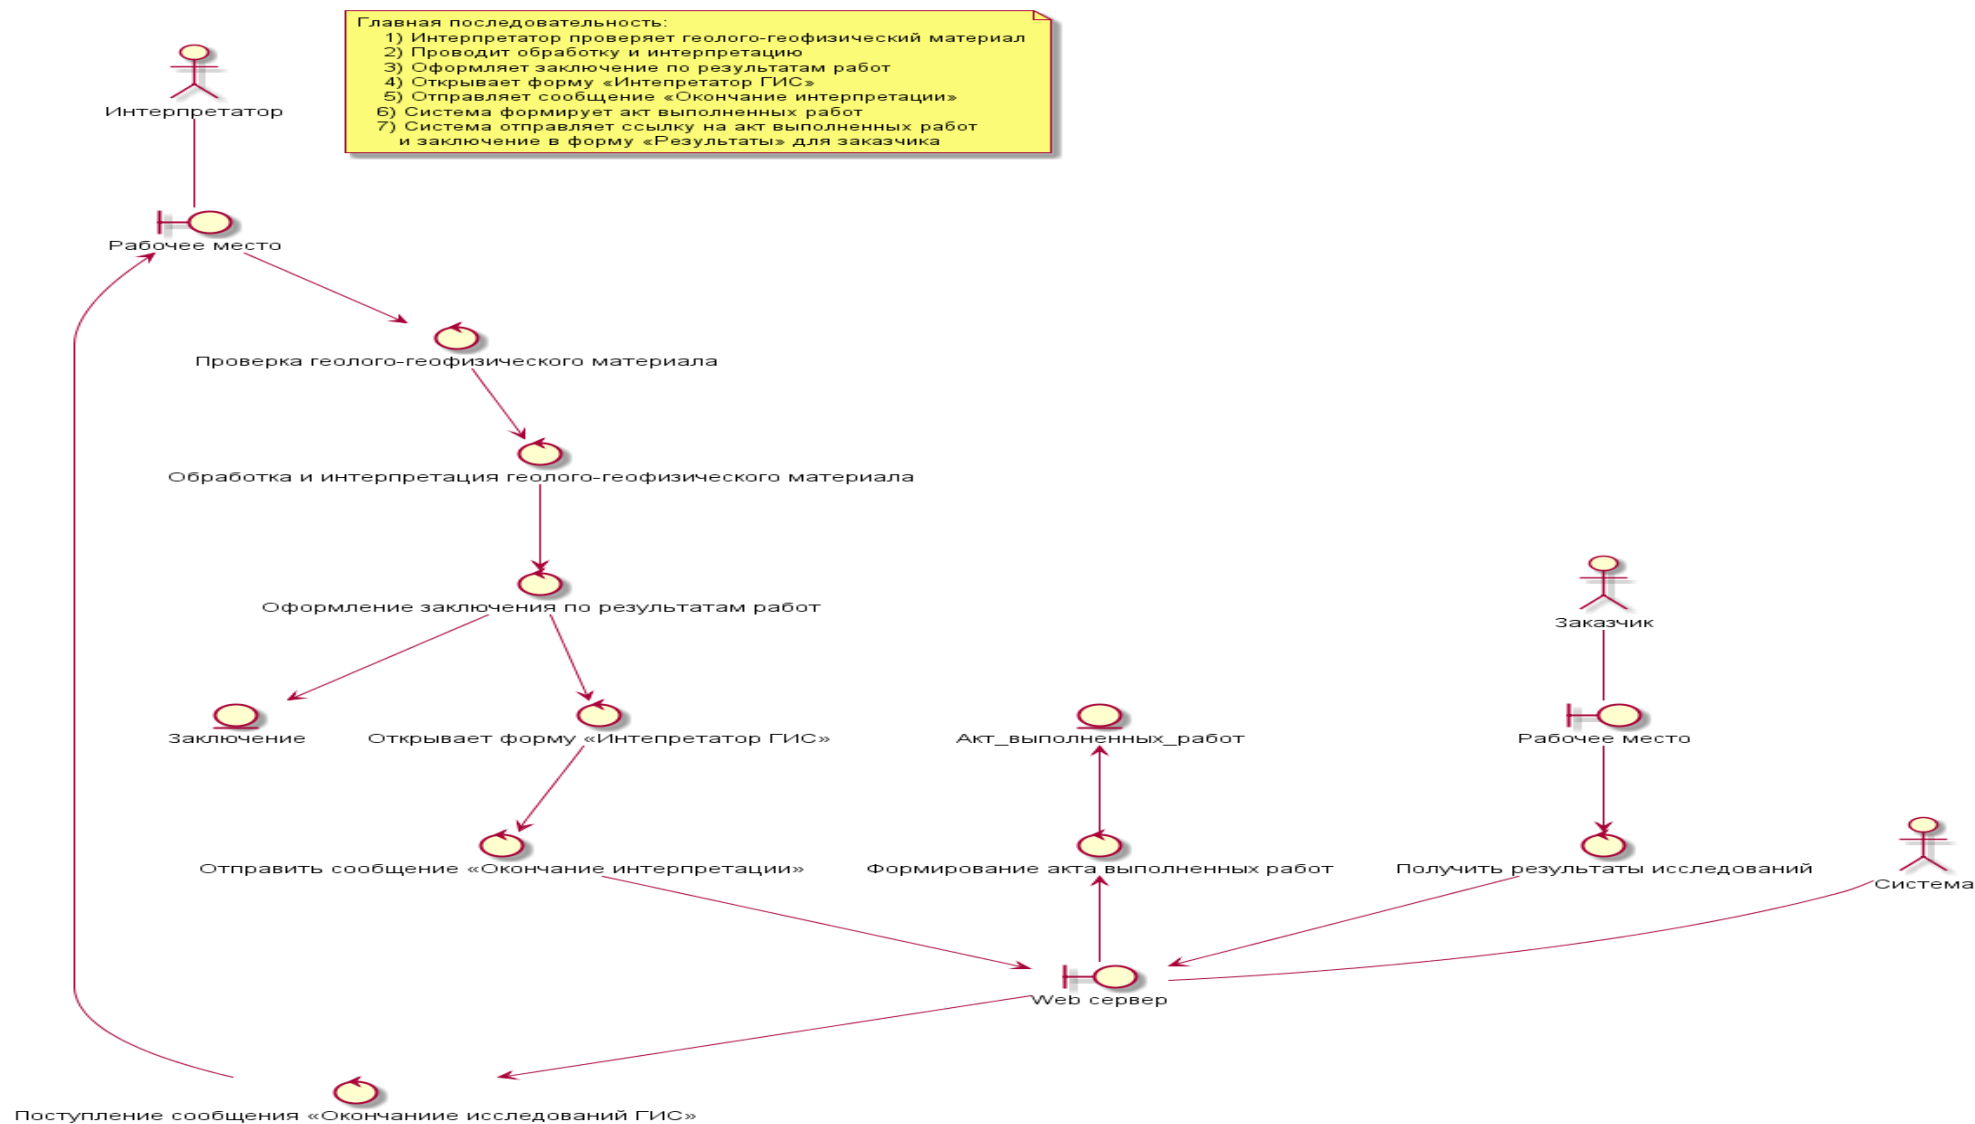 Главная последовательность:
1) Интерпретатор проверяет геолого-геофизический материал
2) Проводит обработку и интерпретацию
3) Оформляет заключение по результатам работ
4) Открывает форму «Интепретатор ГИС»
5) Отправляет сообщение «Окончание интерпретации»
6) Система формирует акт выполненных работ
7) Система отправляет ссылку на акт выполненных работ
и заключение в форму «Результаты» для заказчика
Интерпретатор
Рабочее место
Проверка геолого-геофизического материала
Обработка и интерпретация геолого-геофизического материала
Оформление заключения по результатам работ
Заказчик
Заключение
Открывает форму «Интепретатор ГИС»
Акт_выполненных_работ
Рабочее место
Отправить сообщение «Окончание интерпретации»
Формирование акта выполненных работ
Получить результаты исследований
Система
Web сервер
Поступление сообщения «Окончаниие исследований ГИС»